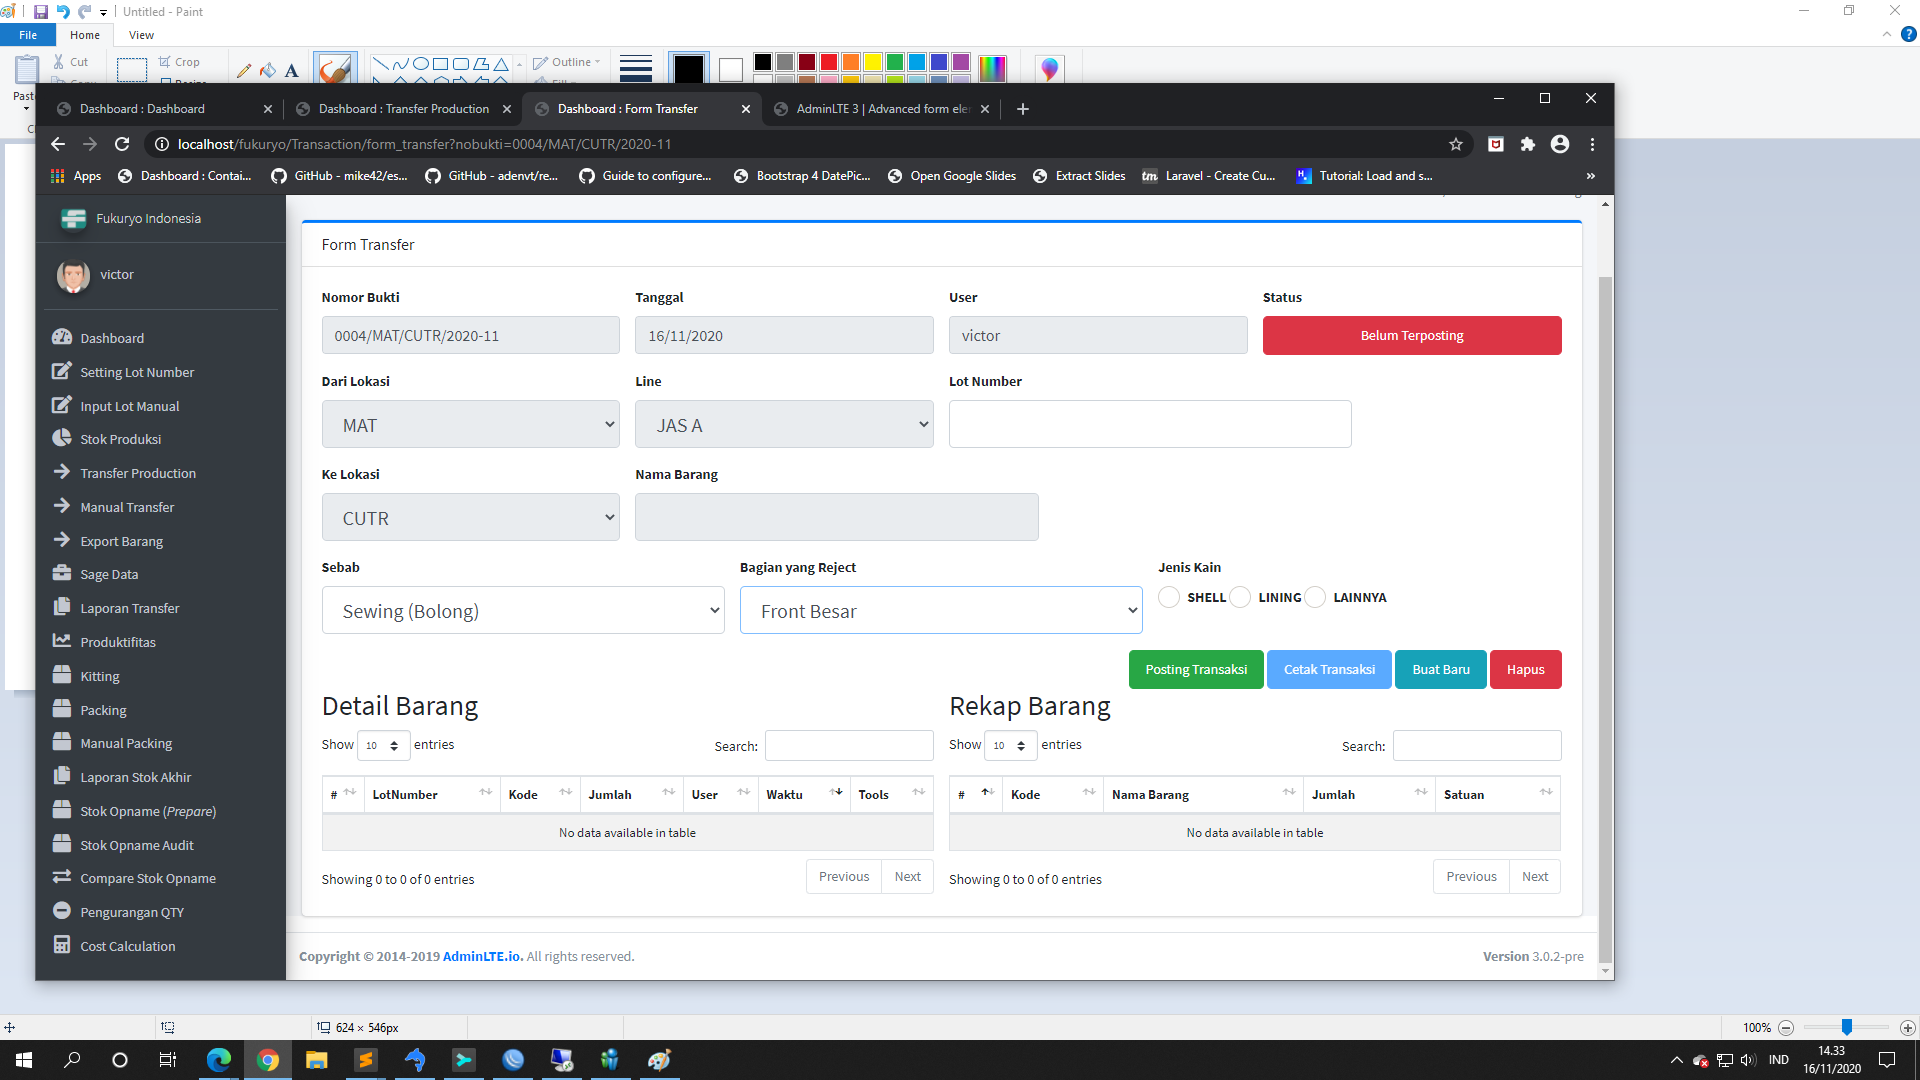 Untitled - Paint
File
Home
View
Cut
Crop
Outline
Dashboard : Dashboard
Dashboard : Transfer Production
Dashboard : Form Transfer
AdminLTE 3 | Advanced form ele
localhost/fukuryo/Transaction/form_transfer?nobukti=0004/MAT/CUTR/2020-11
Apps
Dashboard : Contai...
GitHub - mike42/es...
GitHub - adenvt/re...
Guide to configure...
Bootstrap 4 DatePic...
Open Google Slides
Extract Slides
tm
Laravel - Create Cu...
H.
Tutorial: Load and s...
»
Fukuryo Indonesia
victor
Dashboard
Setting Lot Number
Input Lot Manual
Stok Produksi
Transfer Production
Manual Transfer
Export Barang
Sage Data
Laporan Transfer
Produktifitas
Kitting
Packing
Manual Packing
Laporan Stok Akhir
Stok Opname (Prepare)
Stok Opname Audit
Compare Stok Opname
Pengurangan QTY
Cost Calculation
Form Transfer
Nomor Bukti
Tanggal
User
Status
0004/MAT/CUTR/2020-11
16/11/2020
victor
Belum Terposting
Dari Lokasi
Line
Lot Number
MAT
JAS A
Ke Lokasi
Nama Barang
CUTR
Sebab
Bagian yang Reject
Jenis Kain
Sewing (Bolong)
Front Besar
SHELL
LINING
LAINNYA
Posting Transaksi
Cetak Transaksi
Buat Baru
Hapus
Detail Barang
Show 10 entries
Search:
# LotNumber Kode Jumlah User Waktu Tools
No data available in table
Showing 0 to 0 of 0 entries
Previous Next
Rekap Barang
Show 10 entries
Search:
# Kode Nama Barang Jumlah Satuan
No data available in table
Showing 0 to 0 of 0 entries
Previous Next
Copyright © 2014-2019 AdminLTE.io. All rights reserved.
Version 3.0.2-pre
624 × 546px
100%
IND
14.33
16/11/2020